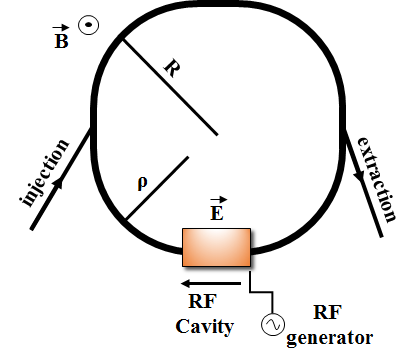 B
R
injection
ρ
extraction
E
RF
Cavity
RF
generator